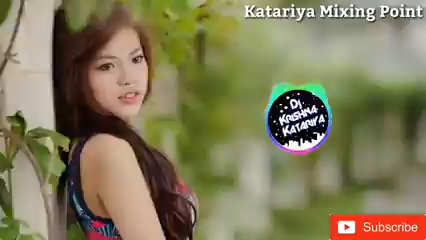 Katariya Mixing Point
Dj
Krishna
Katariya
Subscribe